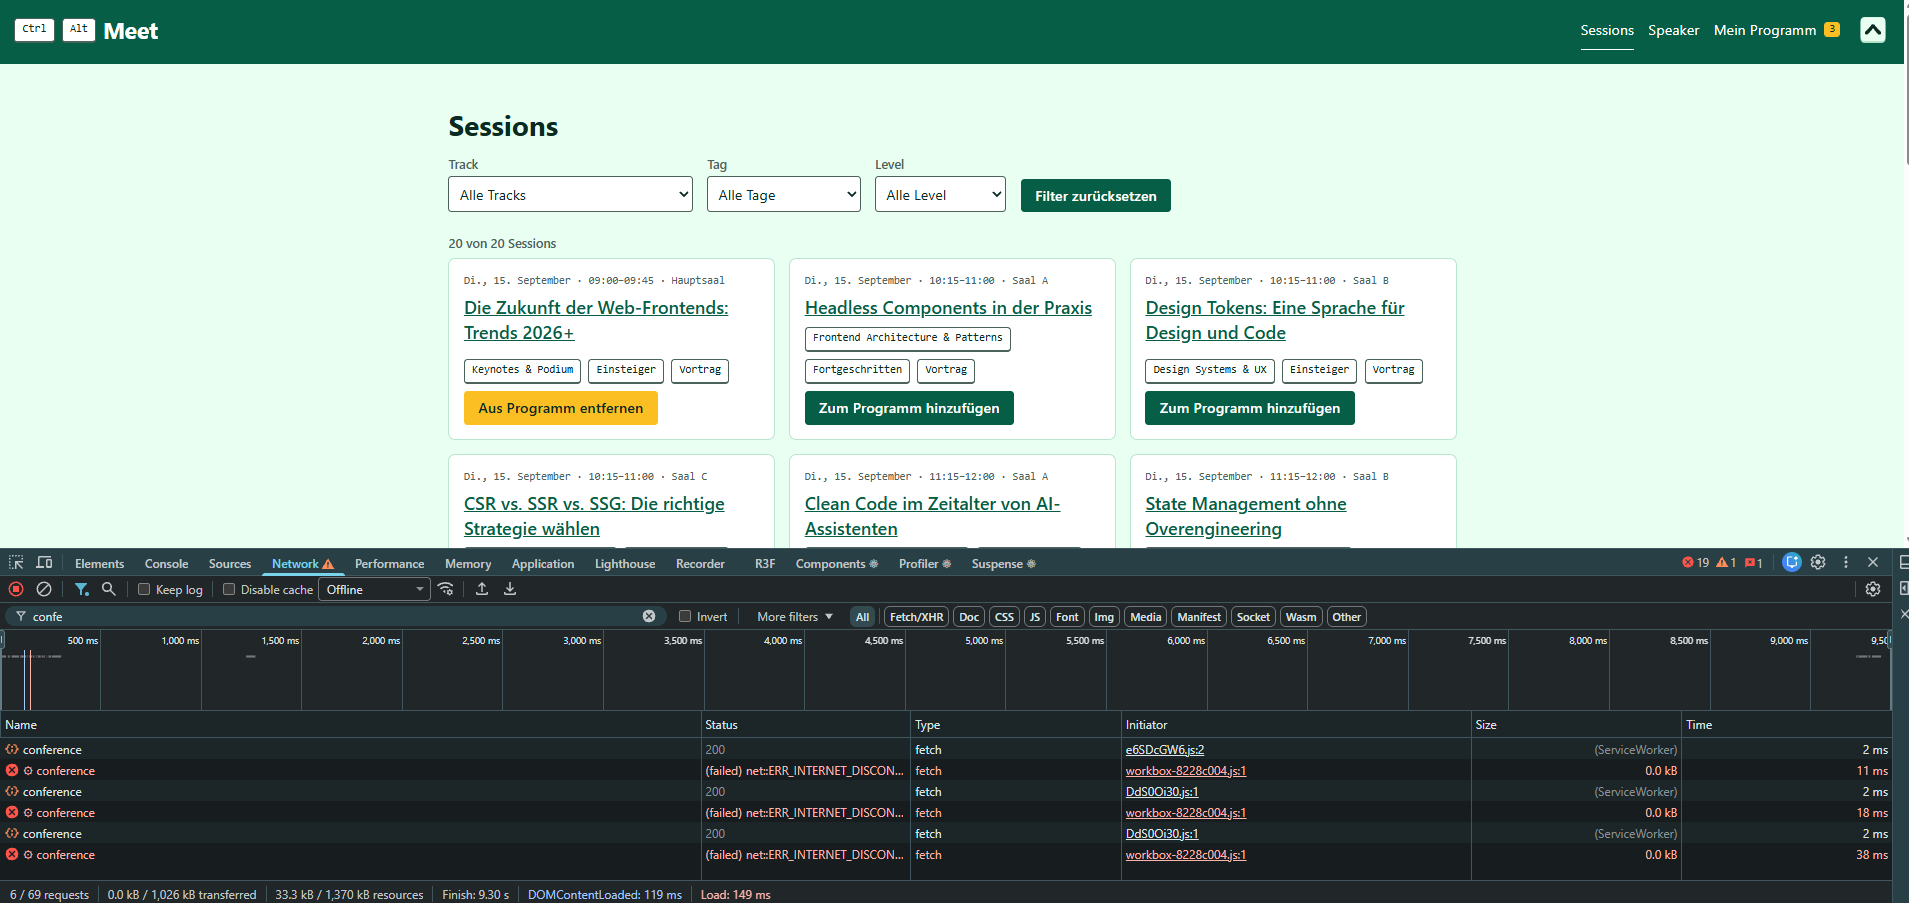 Ctrl Alt Meet
Sessions Speaker Mein Programm 3
Sessions
Track Tag Level
Alle Tracks Alle Tage Alle Level Filter zurücksetzen
20 von 20 Sessions
Di., 15. September · 09:00–09:45 · Hauptsaal
Die Zukunft der Web-Frontends:
Trends 2026+
Keynotes & Podium Einsteiger Vortrag
Aus Programm entfernen
Di., 15. September · 10:15–11:00 · Saal A
Headless Components in der Praxis
Frontend Architecture & Patterns
Fortgeschritten Vortrag
Zum Programm hinzufügen
Di., 15. September · 10:15–11:00 · Saal B
Design Tokens: Eine Sprache für
Design und Code
Design Systems & UX Einsteiger Vortrag
Zum Programm hinzufügen
Di., 15. September · 10:15–11:00 · Saal C
CSR vs. SSR vs. SSG: Die richtige
Strategie wählen
Di., 15. September · 11:15–12:00 · Saal A
Clean Code im Zeitalter von AI-
Assistenten
Di., 15. September · 11:15–12:00 · Saal B
State Management ohne
Overengineering
Elements Console Sources Network Performance Memory Application Lighthouse Recorder R3F Components Profiler Suspense 19 1 1
Keep log Disable cache Offline
confe Invert More filters All Fetch/XHR Doc CSS JS Font Img Media Manifest Socket Wasm Other
500 ms 1,000 ms 1,500 ms 2,000 ms 2,500 ms 3,000 ms 3,500 ms 4,000 ms 4,500 ms 5,000 ms 5,500 ms 6,000 ms 6,500 ms 7,000 ms 7,500 ms 8,000 ms 8,500 ms 9,000 ms 9,50
Name Status Type Initiator Size Time
conference 200 fetch e6SDcGW6.js:2 (ServiceWorker) 2 ms
conference (failed) net::ERR_INTERNET_DISCON... fetch workbox-8228c004.js:1 0.0 kB 11 ms
conference 200 fetch DdS0Oi30.js:1 (ServiceWorker) 2 ms
conference (failed) net::ERR_INTERNET_DISCON... fetch workbox-8228c004.js:1 0.0 kB 18 ms
conference 200 fetch DdS0Oi30.js:1 (ServiceWorker) 2 ms
conference (failed) net::ERR_INTERNET_DISCON... fetch workbox-8228c004.js:1 0.0 kB 38 ms
6 / 69 requests 0.0 kB / 1,026 kB transferred 33.3 kB / 1,370 kB resources Finish: 9.30 s DOMContentLoaded: 119 ms Load: 149 ms